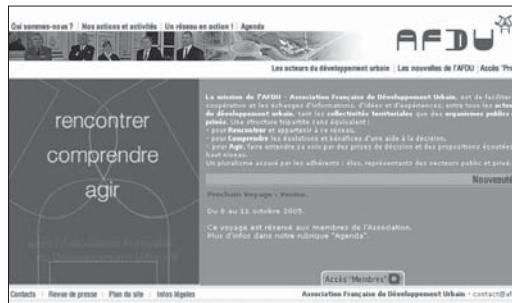 Qui sommes-nous ? | Nos actions et activités | Un réseau en action ! | Agenda
AFDU
Les acteurs du développement urbain | Les nouvelles de l'AFDU | Accès "Pr
rencontrer
comprendre
agir
La mission de l'AFDU - Association Française du Développement Urbain, est de faciliter
coopération et les échanges d'informations, d'idées et d'expériences, entre tous les acteu
du développement urbain, tant les collectivités territoriales que des organismes publics
privés. Une structure tripartite sans équivalent :
- pour Rencontrer et appartenir à ce réseau,
- pour Comprendre les évolutions et bénéfices d'une aide à la décision,
- pour Agir, faire entendre sa voix par des prises de décision et des propositions écoutées
haut niveau.
Un pluralisme assuré par les adhérents : élus, représentants des secteurs public et privé.
Nouveauté
Prochain Voyage : Venise.
Du 8 au 11 octobre 2005.
Ce voyage est réservé aux membres de l'Association.
Plus d'infos dans notre rubrique "Agenda".
Accès "Membres"
Contacts | Revue de presse | Plan du site | Infos légales
Association Française du Développement Urbain - contact@af